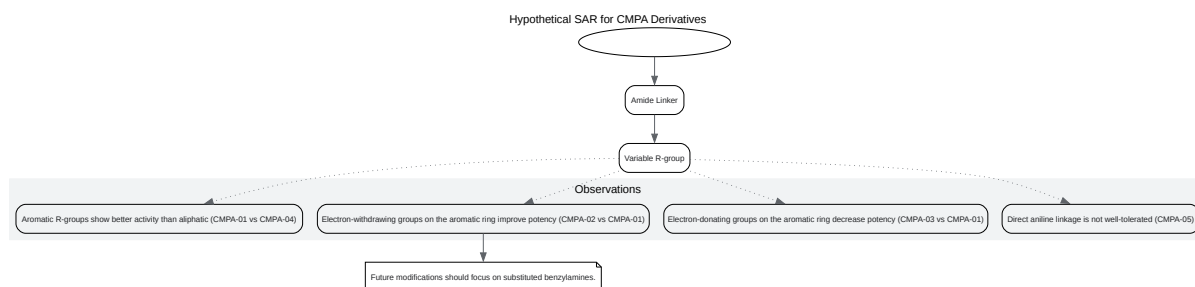 Hypothetical SAR for CMPA Derivatives
Amide Linker
Variable R-group
Observations
Aromatic R-groups show better activity than aliphatic (CMPA-01 vs CMPA-04)
Electron-withdrawing groups on the aromatic ring improve potency (CMPA-02 vs CMPA-01)
Electron-donating groups on the aromatic ring decrease potency (CMPA-03 vs CMPA-01)
Direct aniline linkage is not well-tolerated (CMPA-05)
Future modifications should focus on substituted benzylamines.